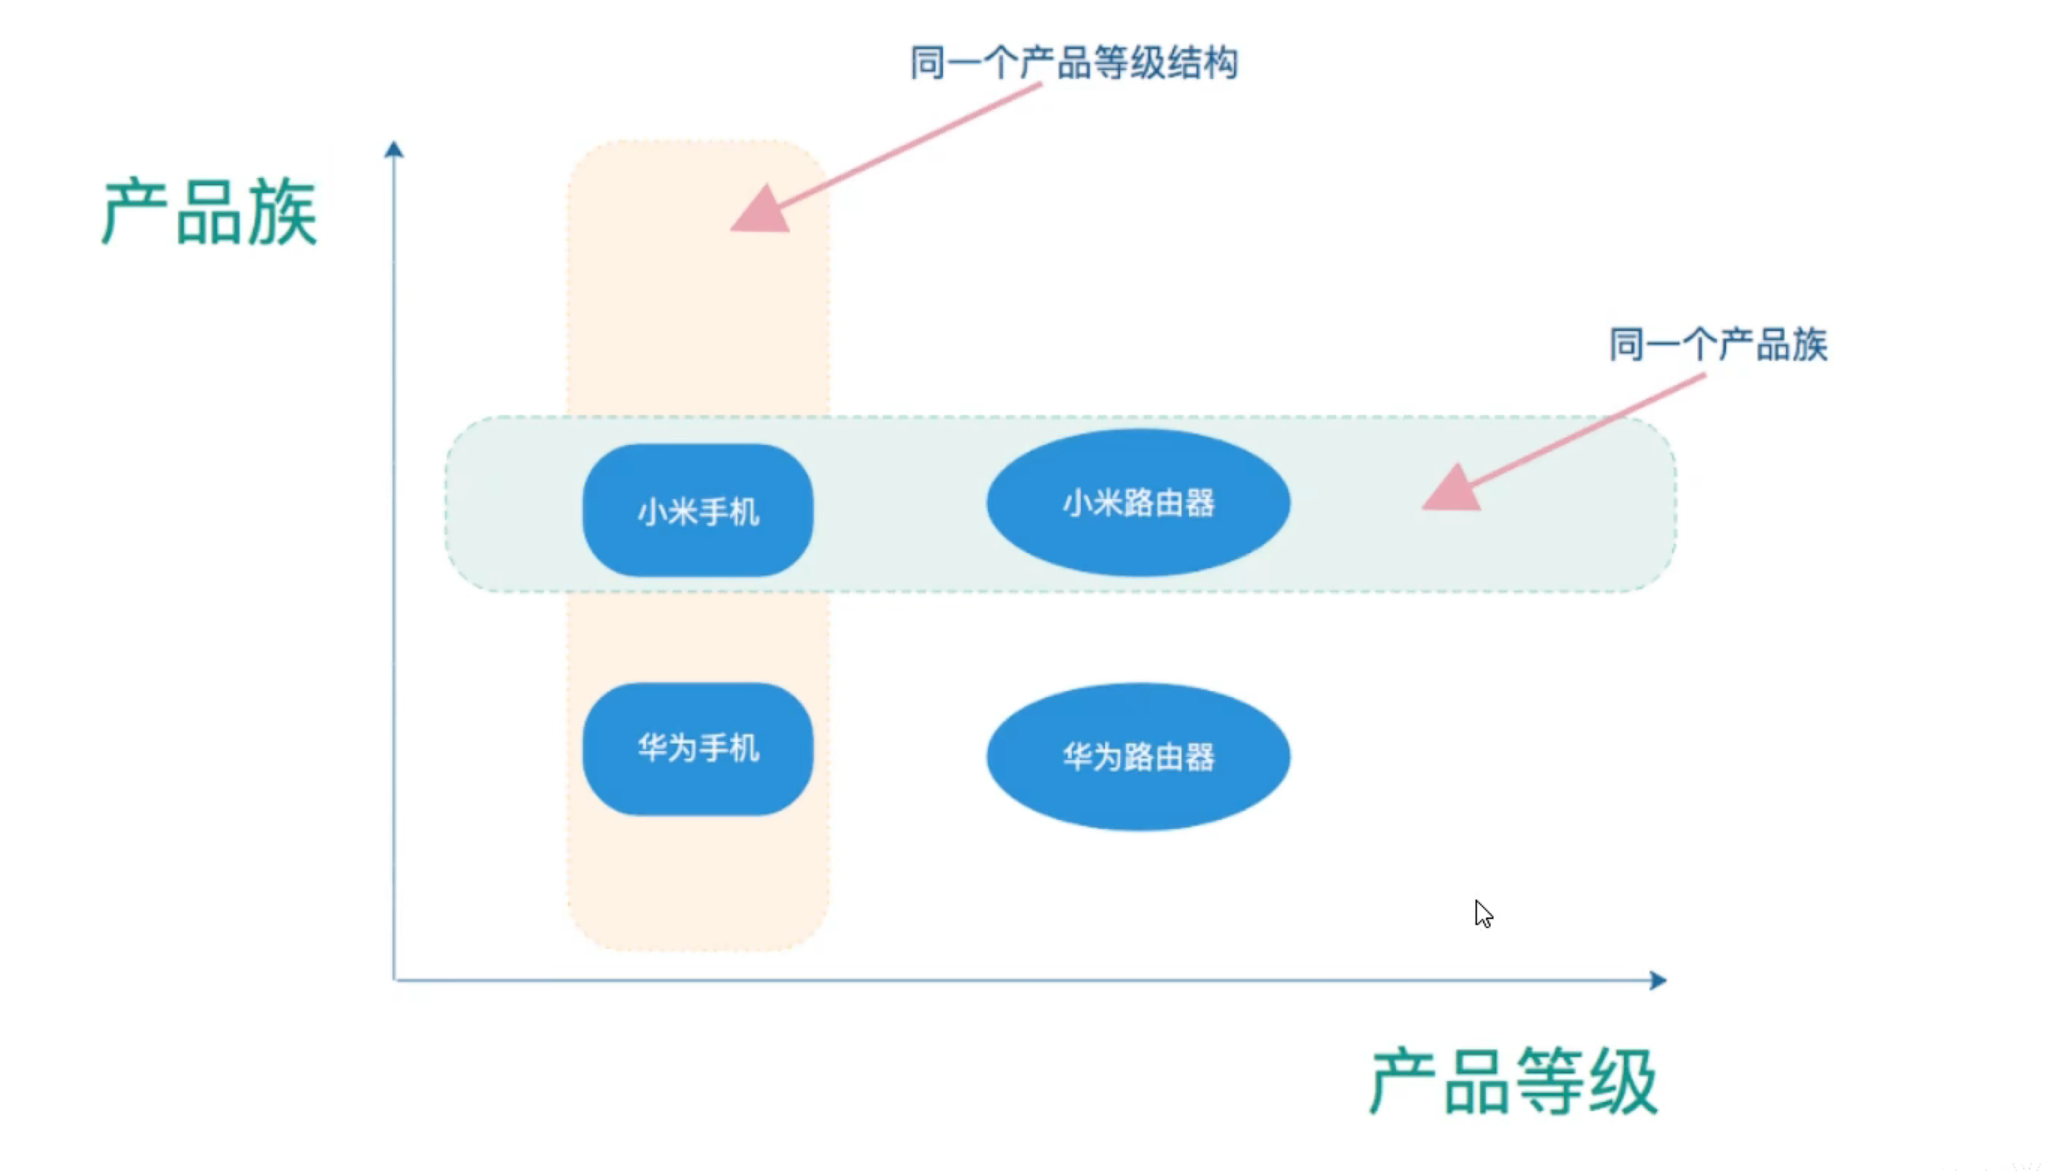 同一个产品等级结构
产品族
同一个产品族
小米手机
小米路由器
华为手机
华为路由器
产品等级